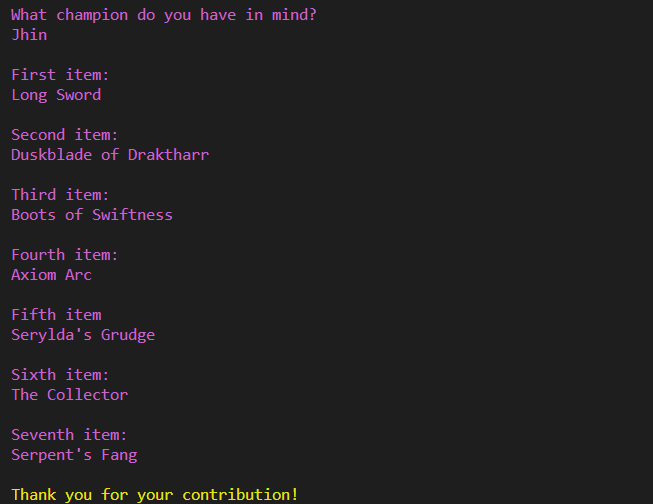 What champion do you have in mind?
Jhin
First item:
Long Sword
Second item:
Duskblade of Draktharr
Third item:
Boots of Swiftness
Fourth item:
Axiom Arc
Fifth item
Serylda's Grudge
Sixth item:
The Collector
Seventh item:
Serpent's Fang
Thank you for your contribution!